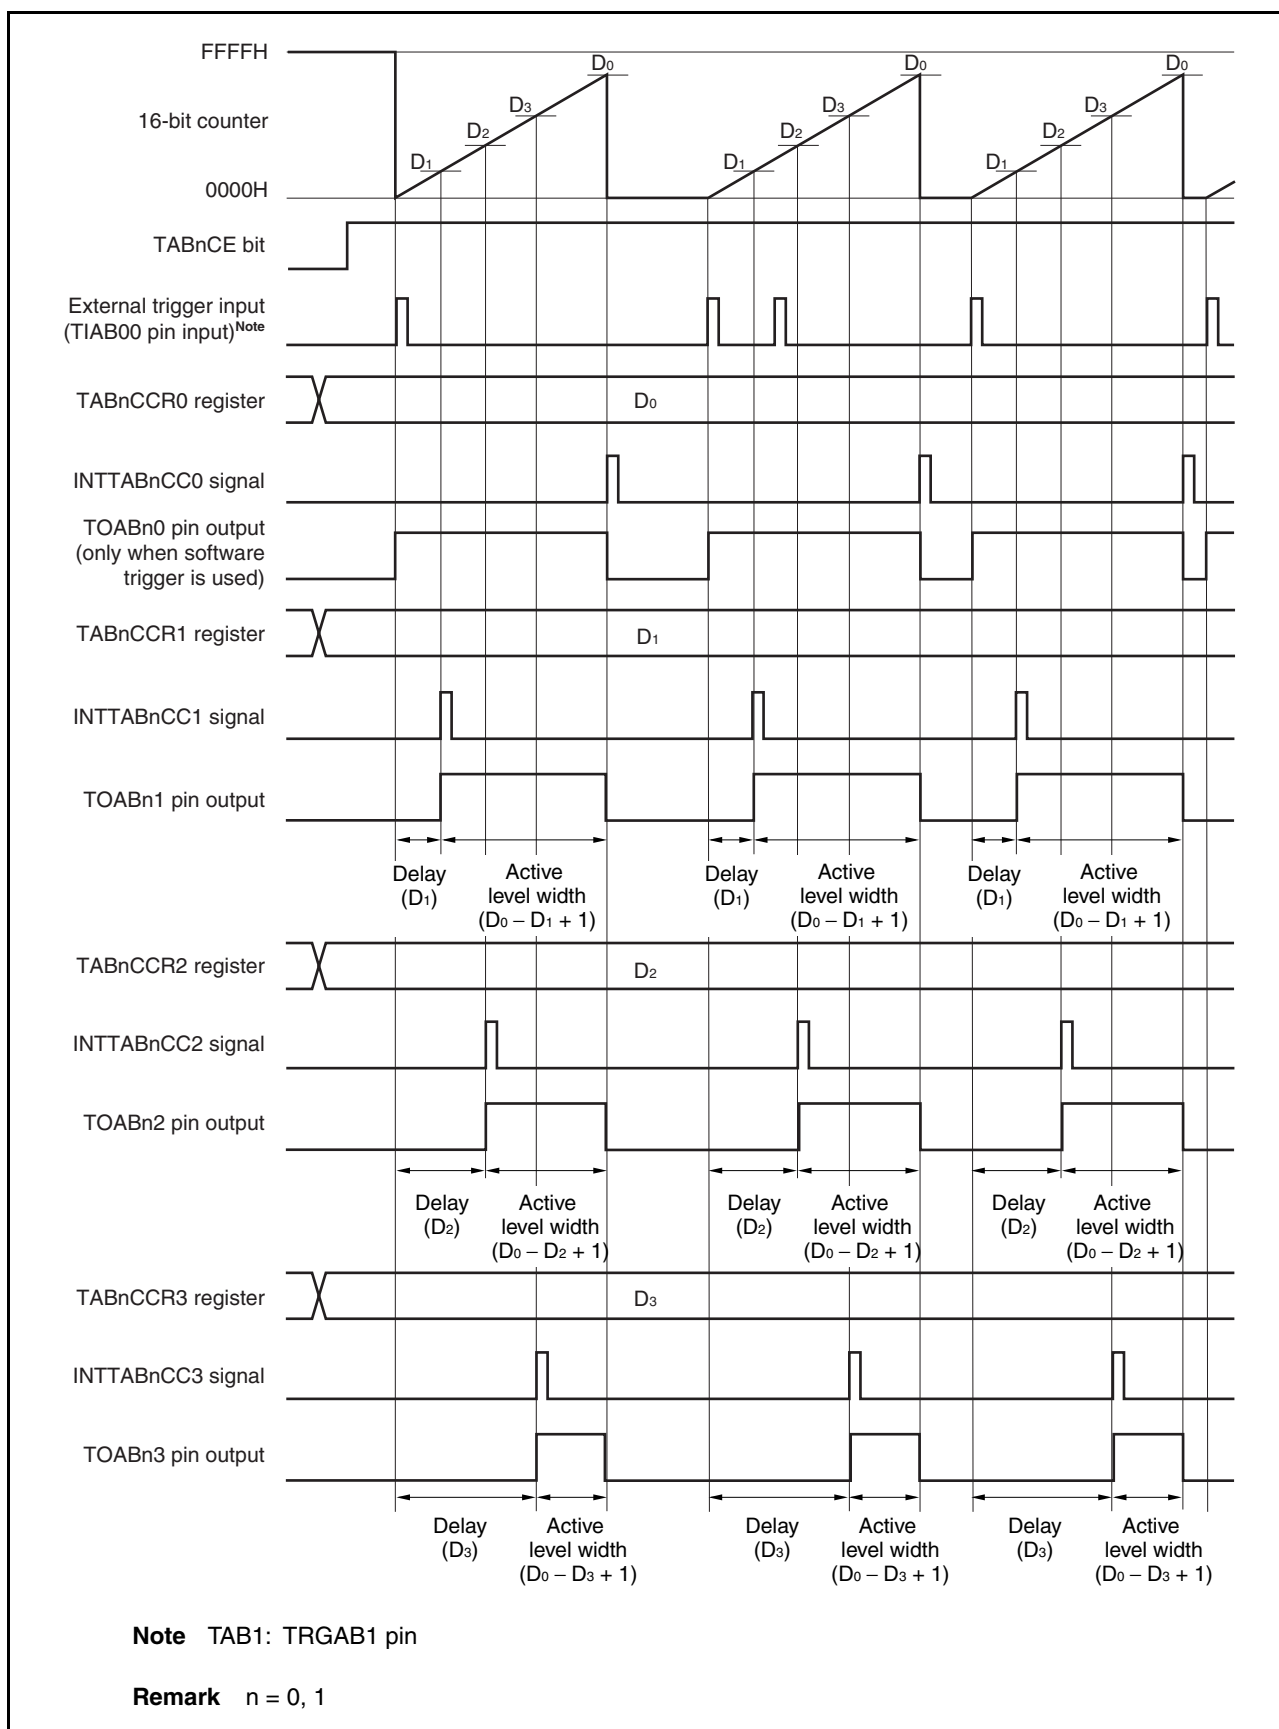 FFFFH
D0 D0 D0
D3 D3 D3
16-bit counter
D2 D2 D2
D1 D1 D1
0000H
TABnCE bit
External trigger input
(TIAB00 pin input)Note
TABnCCR0 register
D0
INTTABnCC0 signal
TOABn0 pin output
(only when software
trigger is used)
TABnCCR1 register
D1
INTTABnCC1 signal
TOABn1 pin output
Delay Active Delay Active Delay Active
(D1) level width (D1) level width (D1) level width
(D0 – D1 + 1) (D0 – D1 + 1) (D0 – D1 + 1)
TABnCCR2 register
D2
INTTABnCC2 signal
TOABn2 pin output
Delay Active Delay Active Delay Active
(D2) level width (D2) level width (D2) level width
(D0 – D2 + 1) (D0 – D2 + 1) (D0 – D2 + 1)
TABnCCR3 register
D3
INTTABnCC3 signal
TOABn3 pin output
Delay Active Delay Active Delay Active
(D3) level width (D3) level width (D3) level width
(D0 – D3 + 1) (D0 – D3 + 1) (D0 – D3 + 1)
Note TAB1: TRGAB1 pin
Remark n = 0, 1